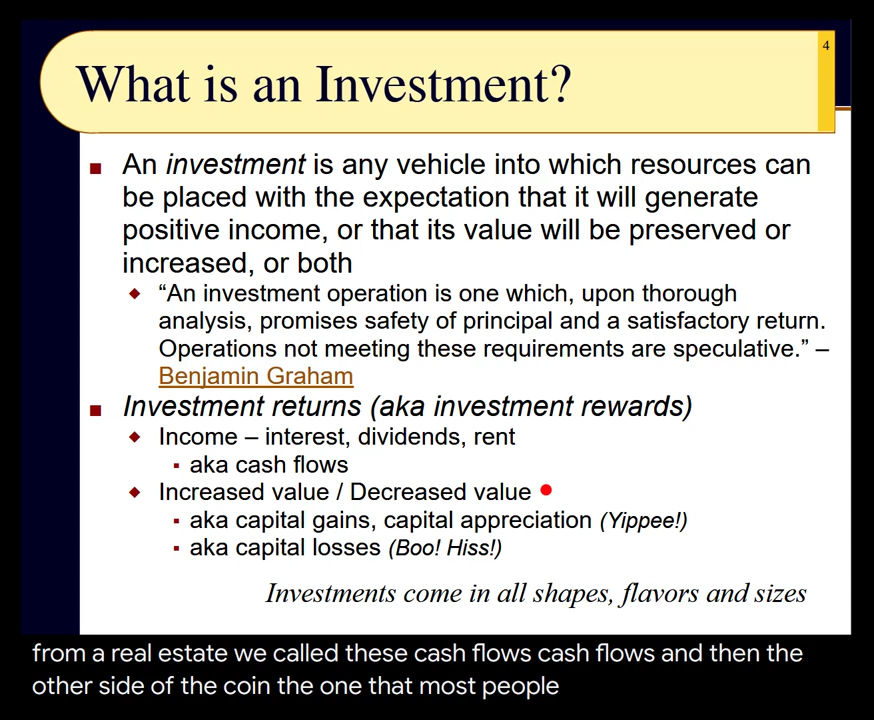 4
What is an Investment?
■ An investment is any vehicle into which resources can
be placed with the expectation that it will generate
positive income, or that its value will be preserved or
increased, or both
◆ “An investment operation is one which, upon thorough
analysis, promises safety of principal and a satisfactory return.
Operations not meeting these requirements are speculative.” –
Benjamin Graham
■ Investment returns (aka investment rewards)
◆ Income – interest, dividends, rent
▪ aka cash flows
◆ Increased value / Decreased value
▪ aka capital gains, capital appreciation (Yippee!)
▪ aka capital losses (Boo! Hiss!)
Investments come in all shapes, flavors and sizes
from a real estate we called these cash flows cash flows and then the
other side of the coin the one that most people